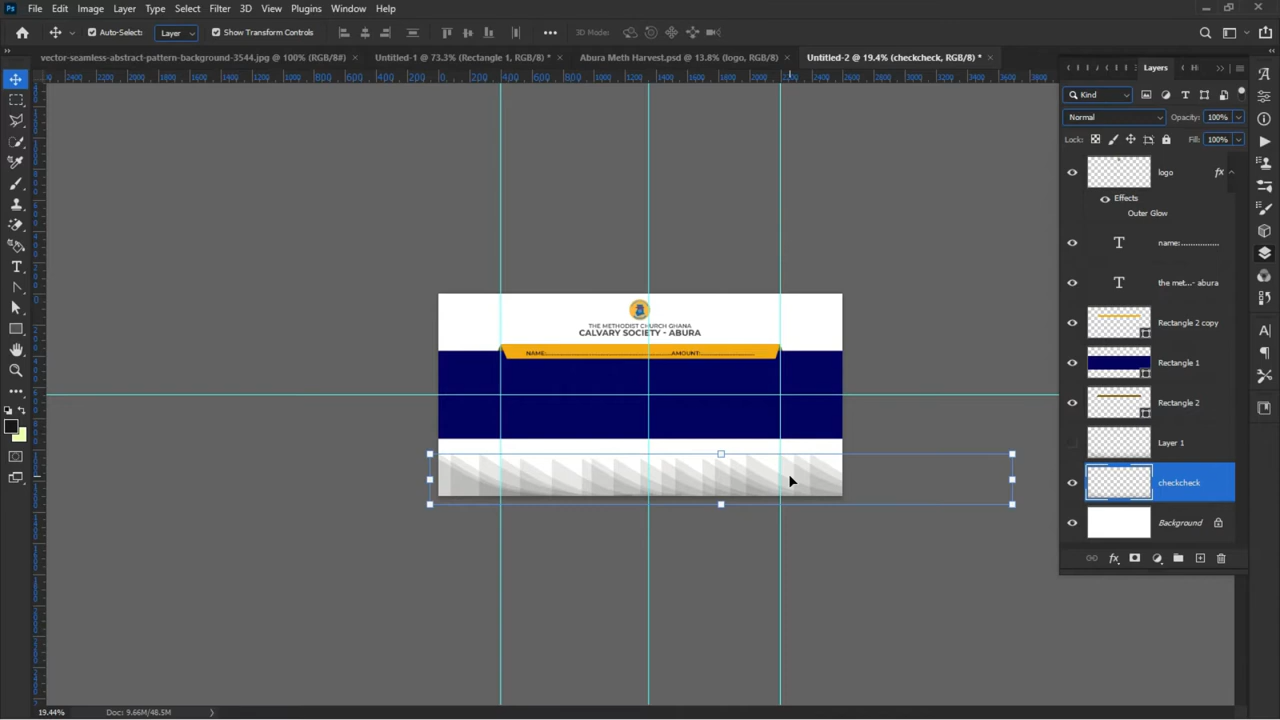 Ps File Edit Image Layer Type Select Filter 3D View Plugins Window Help
Auto-Select: Layer Show Transform Controls 3D Mode:
vector-seamless-abstract-pattern-background-3544.jpg @ 100% (RGB/8#) Untitled-1 @ 73.3% (Rectangle 1, RGB/8) * Abura Meth Harvest.psd @ 13.8% (logo, RGB/8) Untitled-2 @ 19.4% (checkcheck, RGB/8) *
Layers H
Kind
Normal Opacity: 100%
Lock: Fill: 100%
logo fx
Effects
Outer Glow
name:................
the met...- abura
Rectangle 2 copy
Rectangle 1
Rectangle 2
Layer 1
checkcheck
Background
THE METHODIST CHURCH GHANA
CALVARY SOCIETY - ABURA
NAME:..............................................AMOUNT:....................
19.44% Doc: 9.66M/48.5M